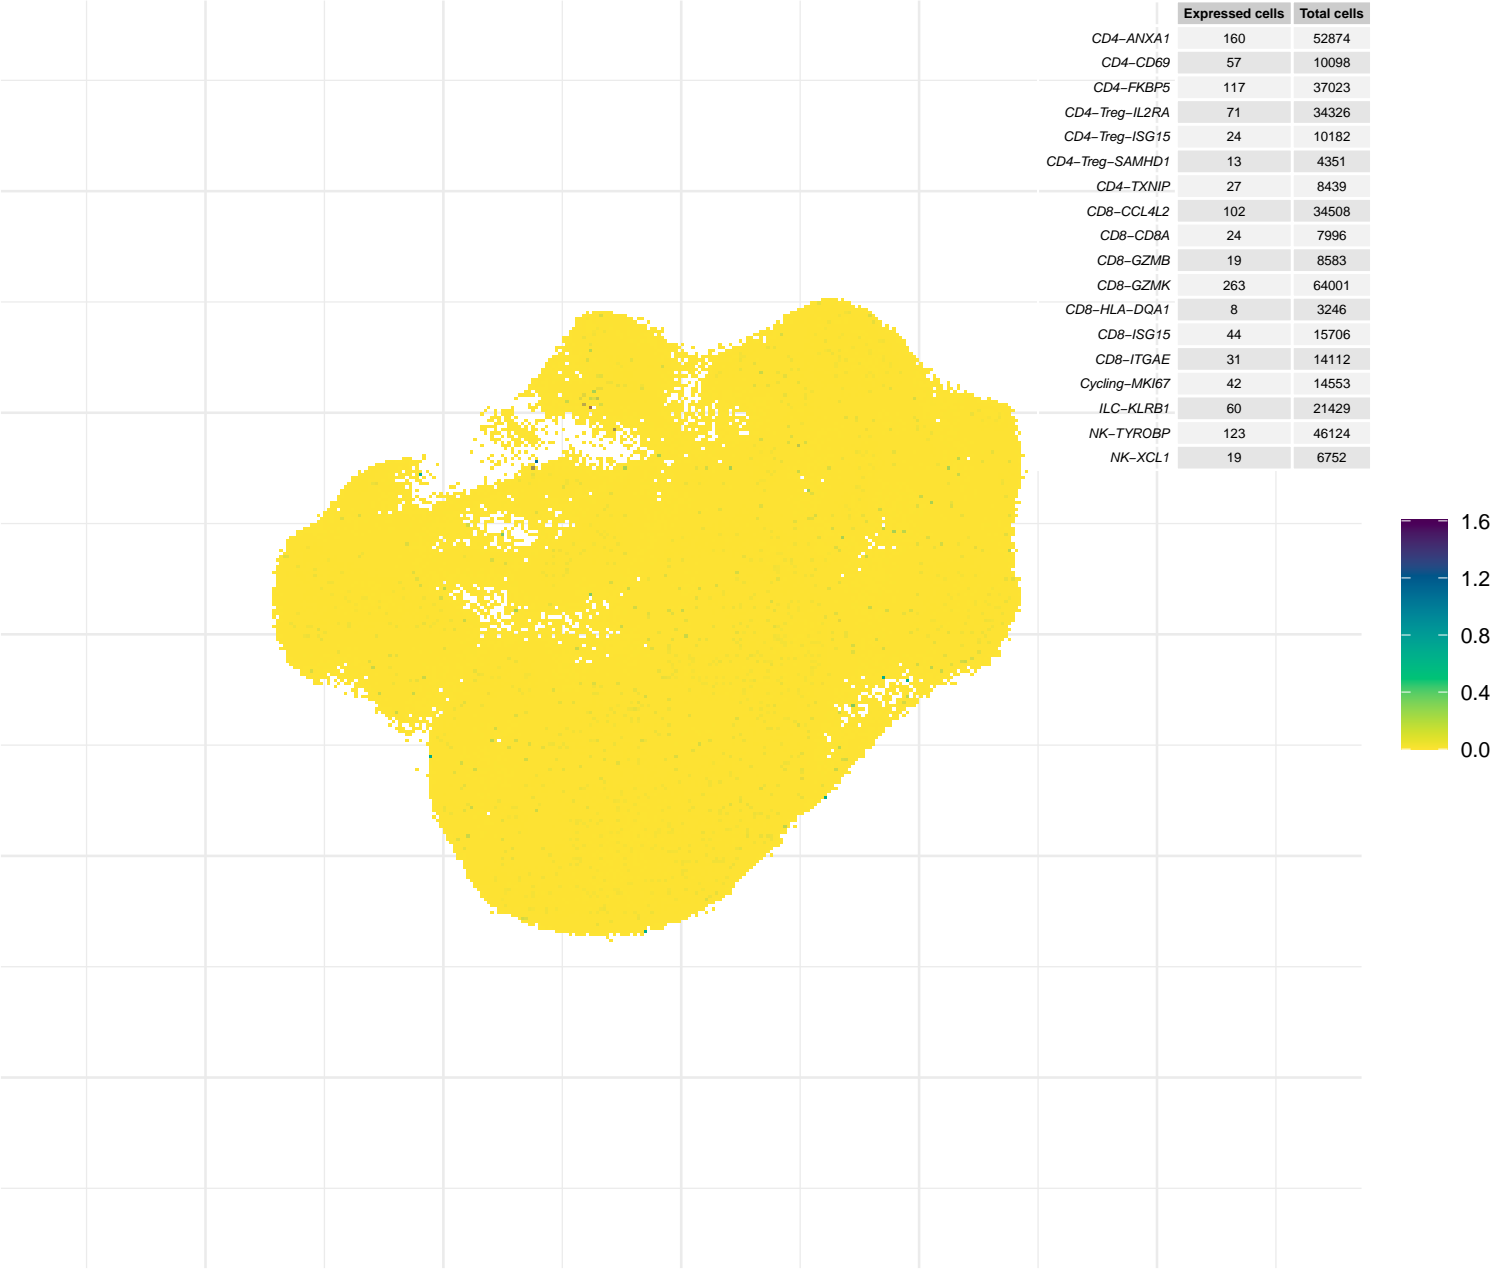 Expressed cells Total cells
CD4−ANXA1 160 52874
CD4−CD69 57 10098
CD4−FKBP5 117 37023
CD4−Treg−IL2RA 71 34326
CD4−Treg−ISG15 24 10182
CD4−Treg−SAMHD1 13 4351
CD4−TXNIP 27 8439
CD8−CCL4L2 102 34508
CD8−CD8A 24 7996
CD8−GZMB 19 8583
CD8−GZMK 263 64001
CD8−HLA−DQA1 8 3246
CD8−ISG15 44 15706
CD8−ITGAE 31 14112
Cycling−MKI67 42 14553
ILC−KLRB1 60 21429
NK−TYROBP 123 46124
NK−XCL1 19 6752
1.6
1.2
0.8
0.4
0.0